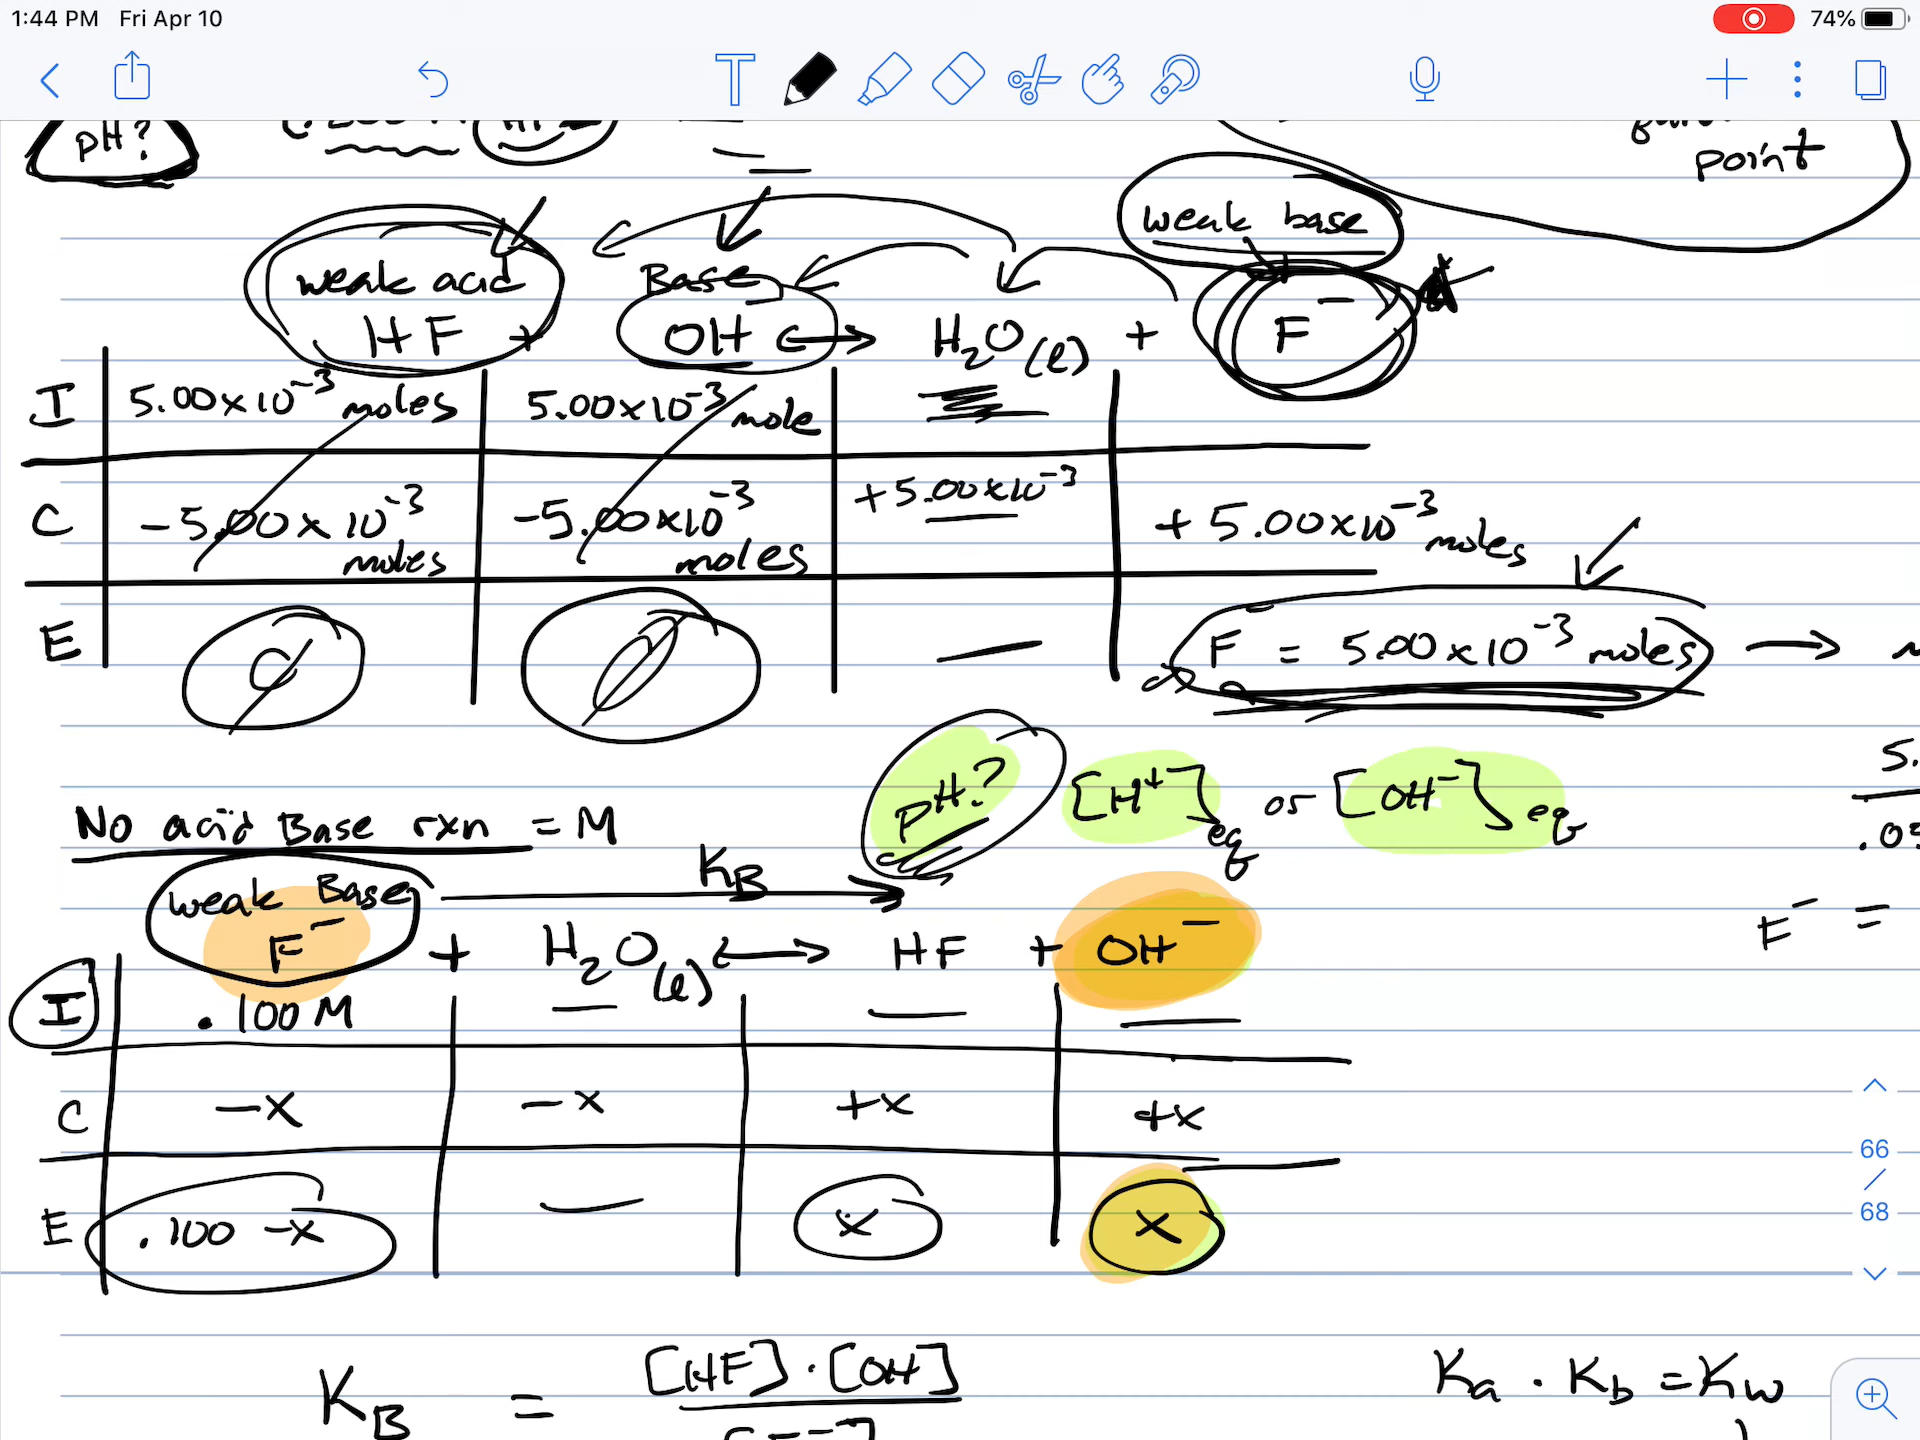 1:44 PM Fri Apr 10 74%
pH?
point
weak base
weak acid Base
HF + OH ⟷ H₂O(l) + F⁻
I 5.00x10⁻³ moles 5.00x10⁻³ mole
C -5.00x10⁻³ moles -5.00x10⁻³ moles +5.00x10⁻³ +5.00x10⁻³ moles
E F⁻ = 5.00x10⁻³ moles →
pH? [H⁺]eq or [OH⁻]eq 5.
No acid Base rxn = M
KB
weak Base
F⁻ + H₂O(l) ⟷ HF + OH⁻ F⁻ =
I .100M — — —
C -x -x +x +x
66
E .100 -x — x x
68
KB = [HF]·[OH]
Ka · Kb = Kw